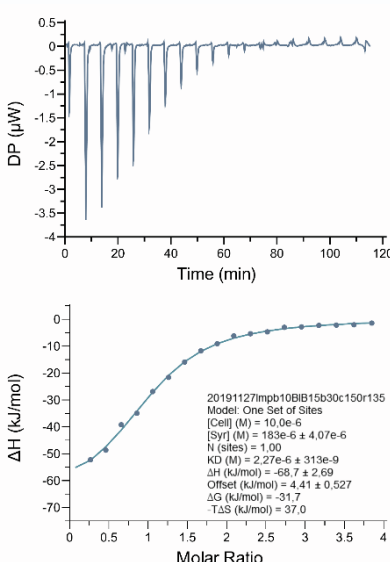 0.5
0
-0.5
-1
-1.5
-2
-2.5
-3
-3.5
-4
DP (µW)
0 20 40 60 80 100 120
Time (min)
0
-10
-20
-30
-40
-50
-60
-70
ΔH (kJ/mol)
20191127lmpb10BIB15b30c150r135
Model: One Set of Sites
[Cell] (M) = 10,0e-6
[Syr] (M) = 183e-6 ± 4,07e-6
N (sites) = 1,00
KD (M) = 2,27e-6 ± 313e-9
ΔH (kJ/mol) = -68,7 ± 2,69
Offset (kJ/mol) = 4,41 ± 0,527
ΔG (kJ/mol) = -31,7
-TΔS (kJ/mol) = 37,0
0 0.5 1 1.5 2 2.5 3 3.5 4
Molar Ratio